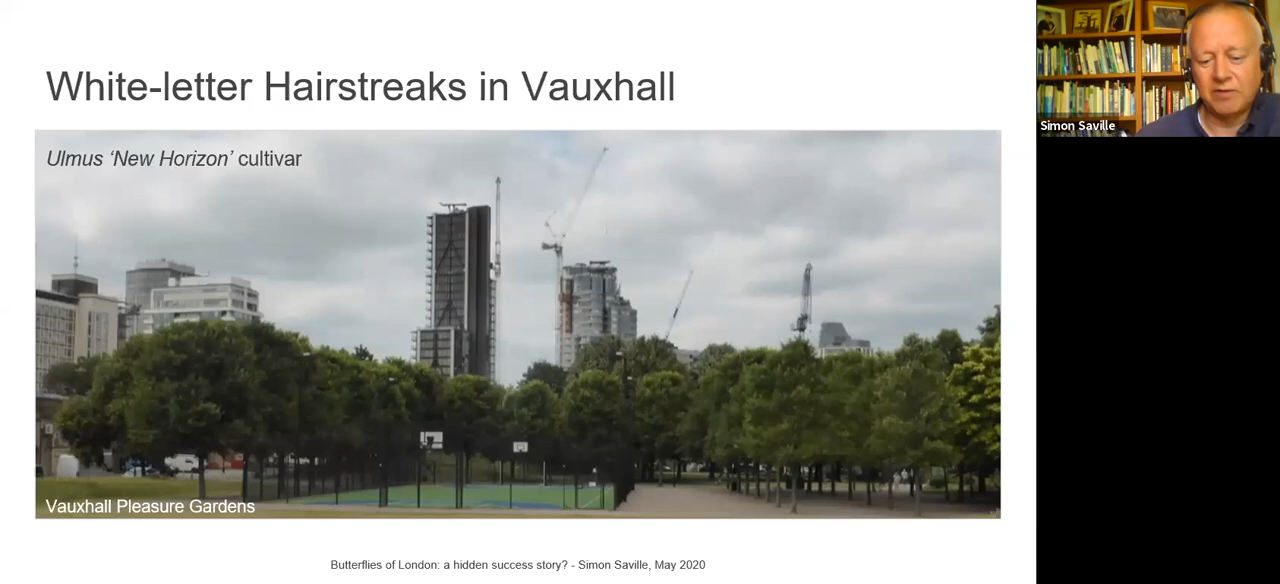 White-letter Hairstreaks in Vauxhall
Ulmus ‘New Horizon’ cultivar
Vauxhall Pleasure Gardens
Butterflies of London: a hidden success story? - Simon Saville, May 2020
Simon Saville